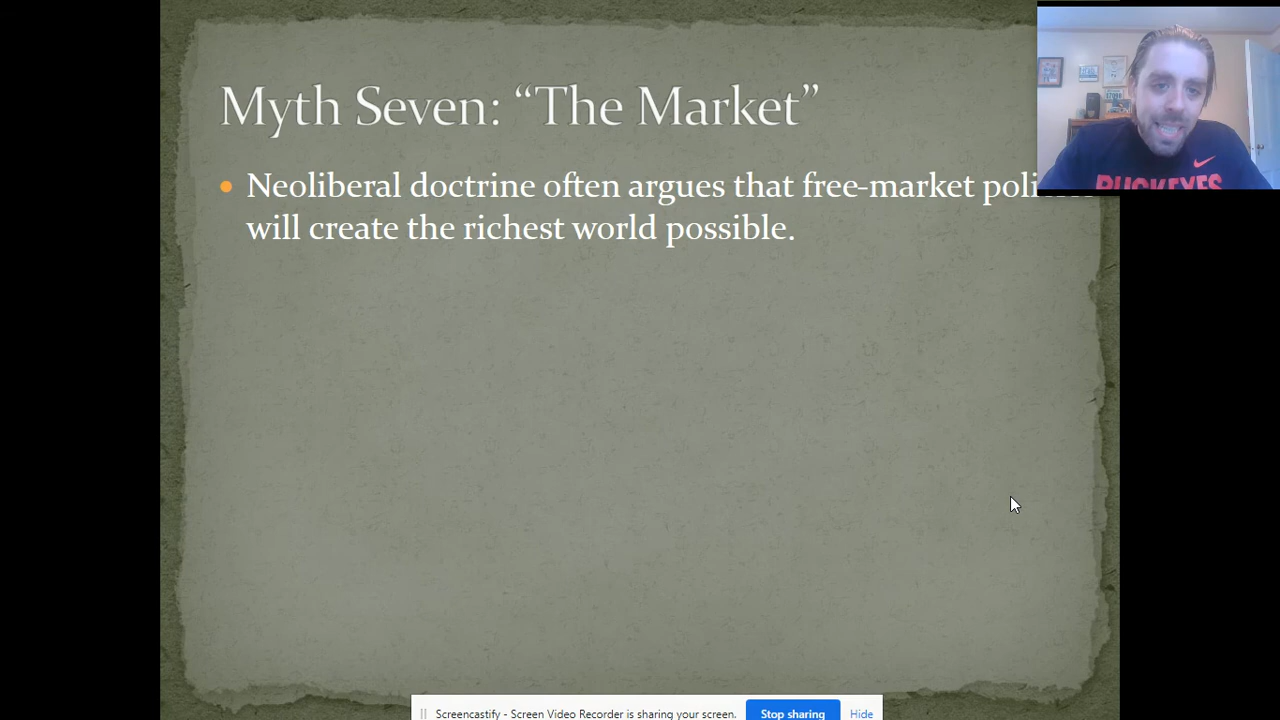 Myth Seven: “The Market”
• Neoliberal doctrine often argues that free-market
will create the richest world possible.
BUCKEYES
Screencastify - Screen Video Recorder is sharing your screen.
Stop sharing
Hide